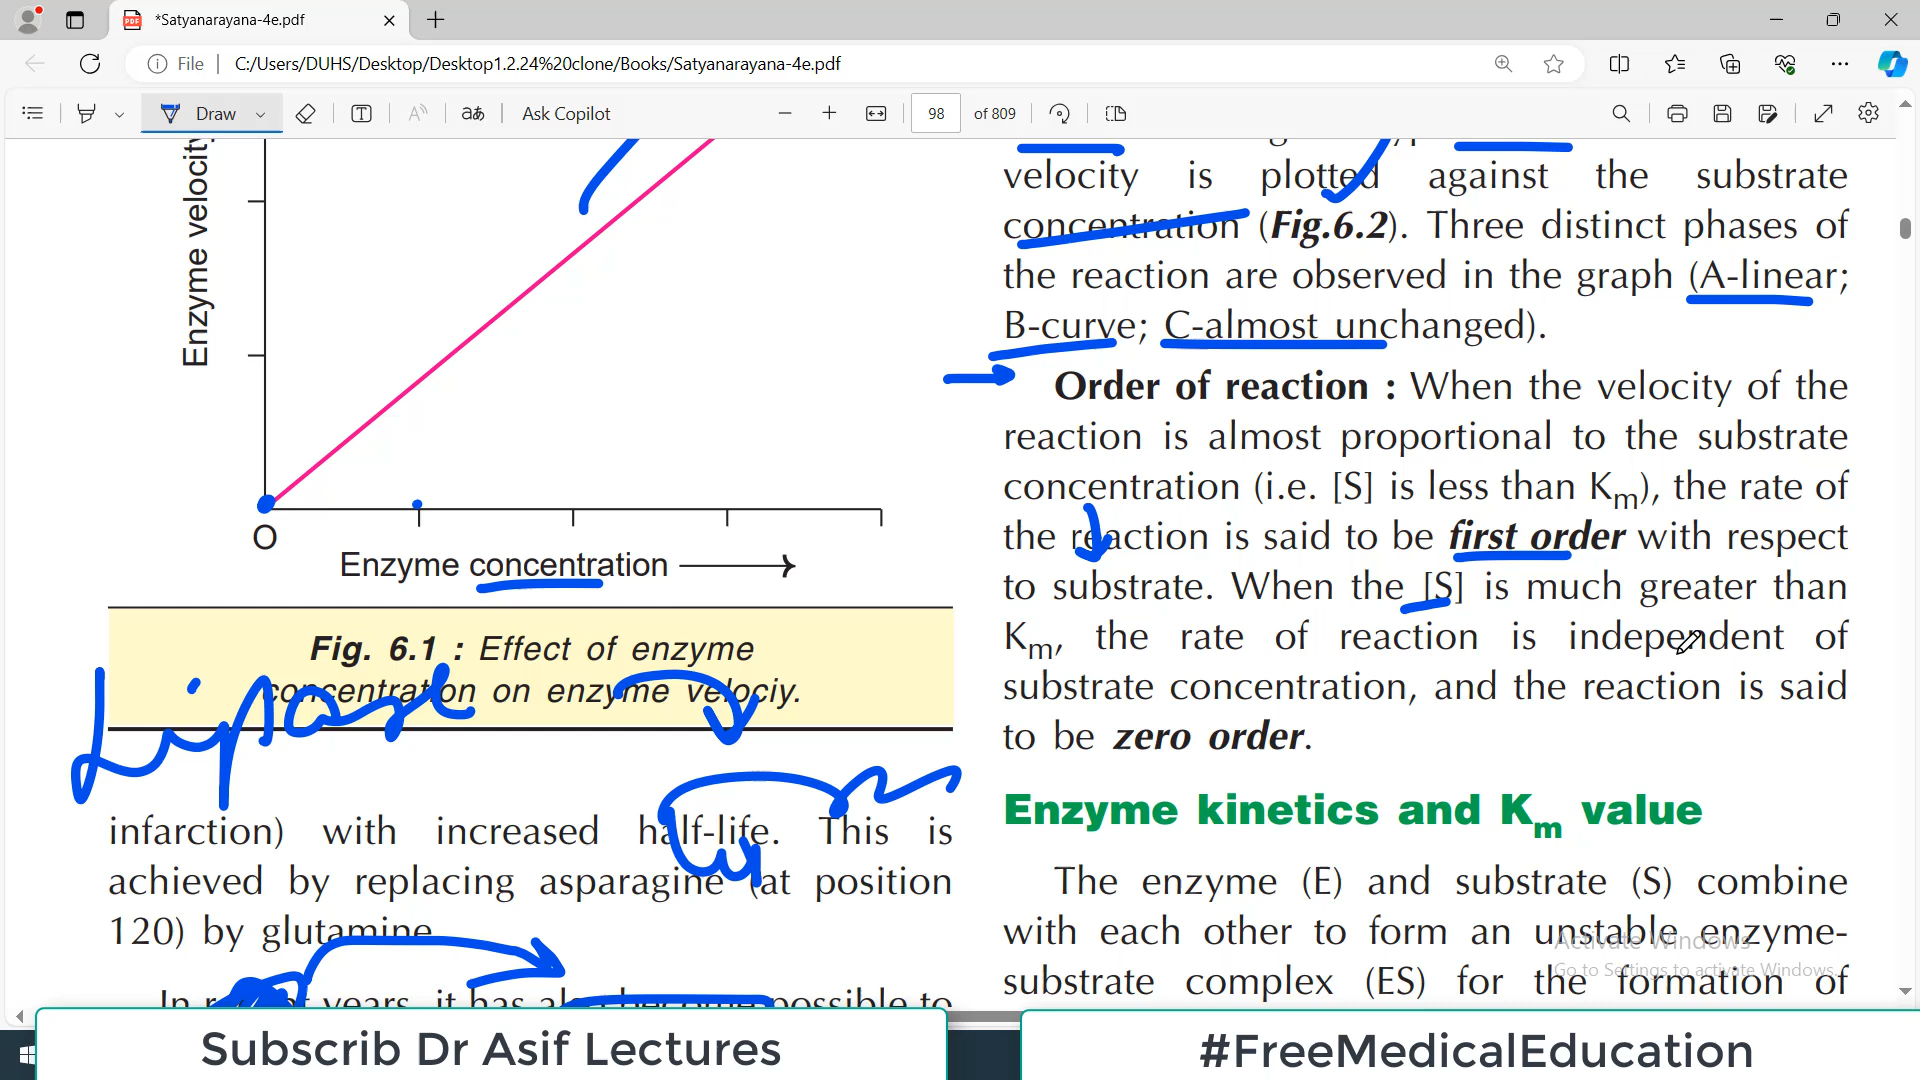 *Satyanarayana-4e.pdf
File
C:/Users/DUHS/Desktop/Desktop1.2.24%20clone/Books/Satyanarayana-4e.pdf
Draw
Ask Copilot
98 of 809
Enzyme velocity
O
Enzyme concentration
Fig. 6.1 : Effect of enzyme
concentration on enzyme velociy.
Lipase
infarction) with increased half-life. This is
achieved by replacing asparagine (at position
120) by glutamine.
In recent years, it has also become possible to
velocity is plotted against the substrate
concentration (Fig.6.2). Three distinct phases of
the reaction are observed in the graph (A-linear;
B-curve; C-almost unchanged).
Order of reaction : When the velocity of the
reaction is almost proportional to the substrate
concentration (i.e. [S] is less than Km), the rate of
the reaction is said to be first order with respect
to substrate. When the [S] is much greater than
Km, the rate of reaction is independent of
substrate concentration, and the reaction is said
to be zero order.
Enzyme kinetics and Km value
The enzyme (E) and substrate (S) combine
with each other to form an unstable enzyme-
substrate complex (ES) for the formation of
Activate Windows
Go to Settings to activate Windows.
Subscrib Dr Asif Lectures
#FreeMedicalEducation